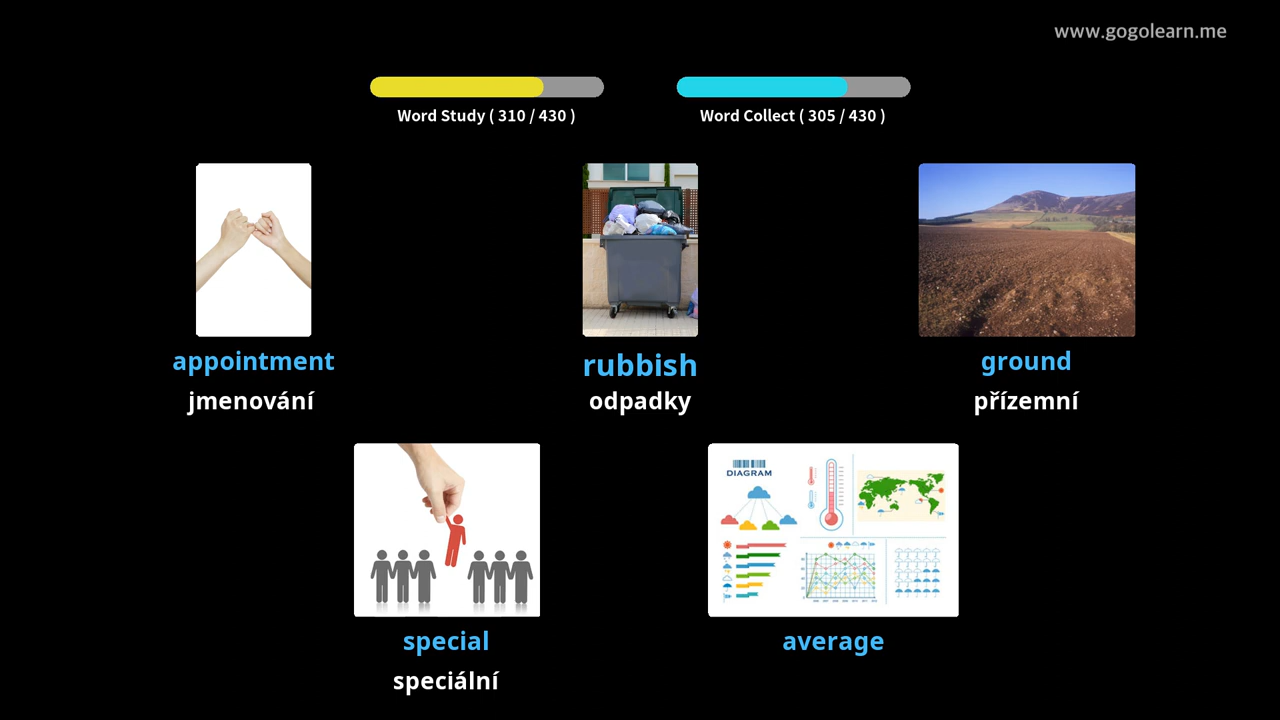 www.gogolearn.me
Word Study ( 310 / 430 )
Word Collect ( 305 / 430 )
appointment
rubbish
ground
jmenování
odpadky
přízemní
DIAGRAM
special
average
speciální